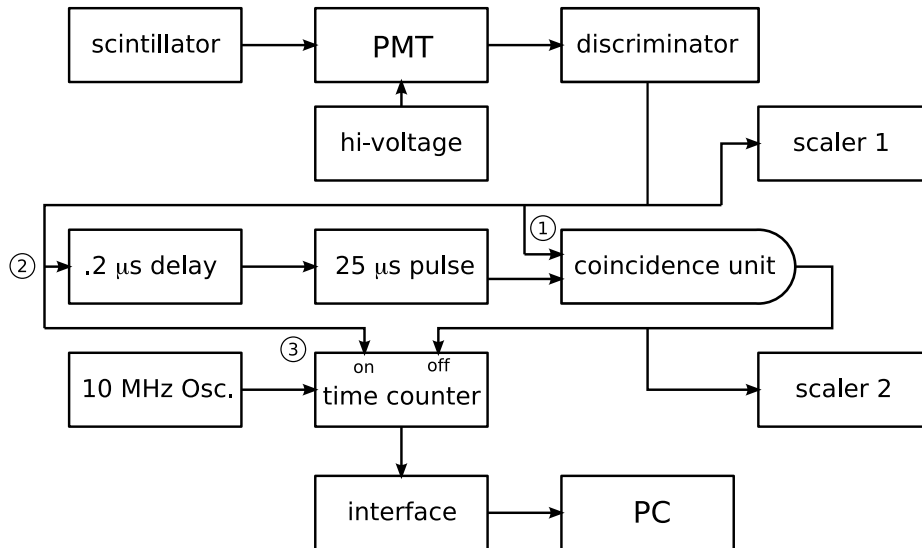 scintillator
PMT
discriminator
hi-voltage
scaler 1
①
②
.2 μs delay
25 μs pulse
coincidence unit
③
on
off
10 MHz Osc.
time counter
scaler 2
interface
PC